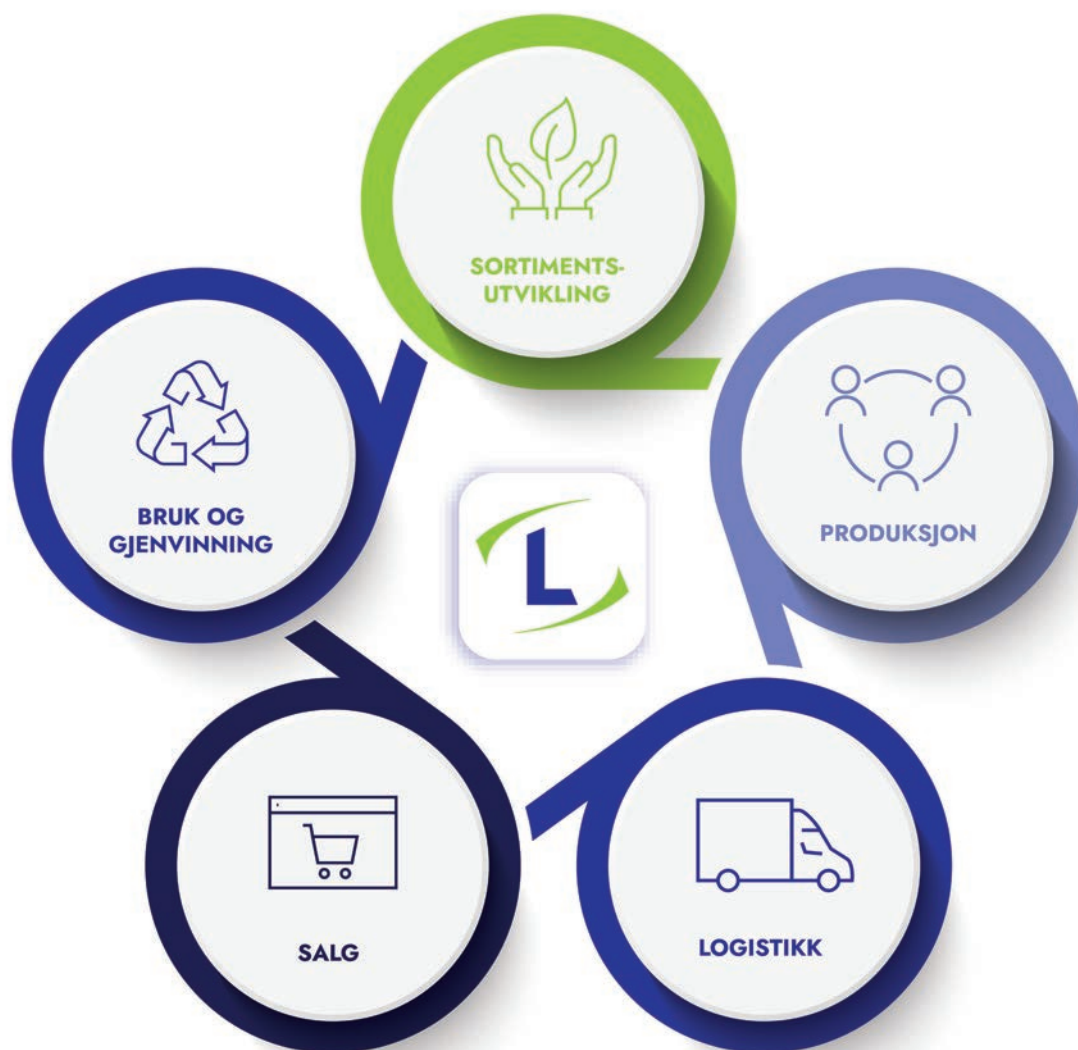 SORTIMENTS-
UTVIKLING
PRODUKSJON
LOGISTIKK
SALG
BRUK OG
GJENVINNING
L